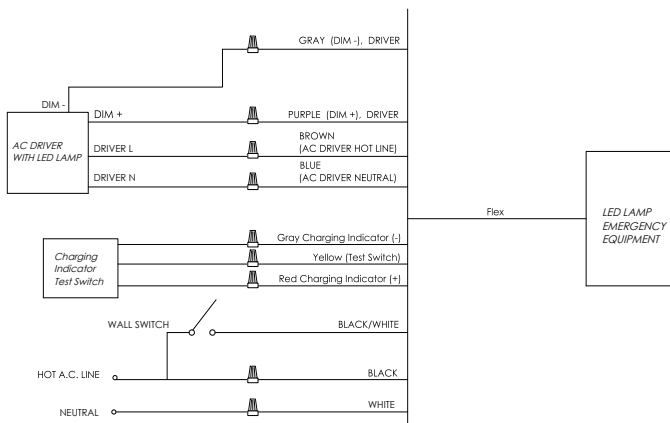 GRAY (DIM -), DRIVER
DIM -
DIM +
PURPLE (DIM +), DRIVER
AC DRIVER
WITH LED LAMP
DRIVER L
BROWN
(AC DRIVER HOT LINE)
DRIVER N
BLUE
(AC DRIVER NEUTRAL)
Flex
LED LAMP
EMERGENCY
EQUIPMENT
Charging
Indicator
Test Switch
Gray Charging Indicator (-)
Yellow (Test Switch)
Red Charging Indicator (+)
WALL SWITCH
BLACK/WHITE
HOT A.C. LINE
BLACK
NEUTRAL
WHITE